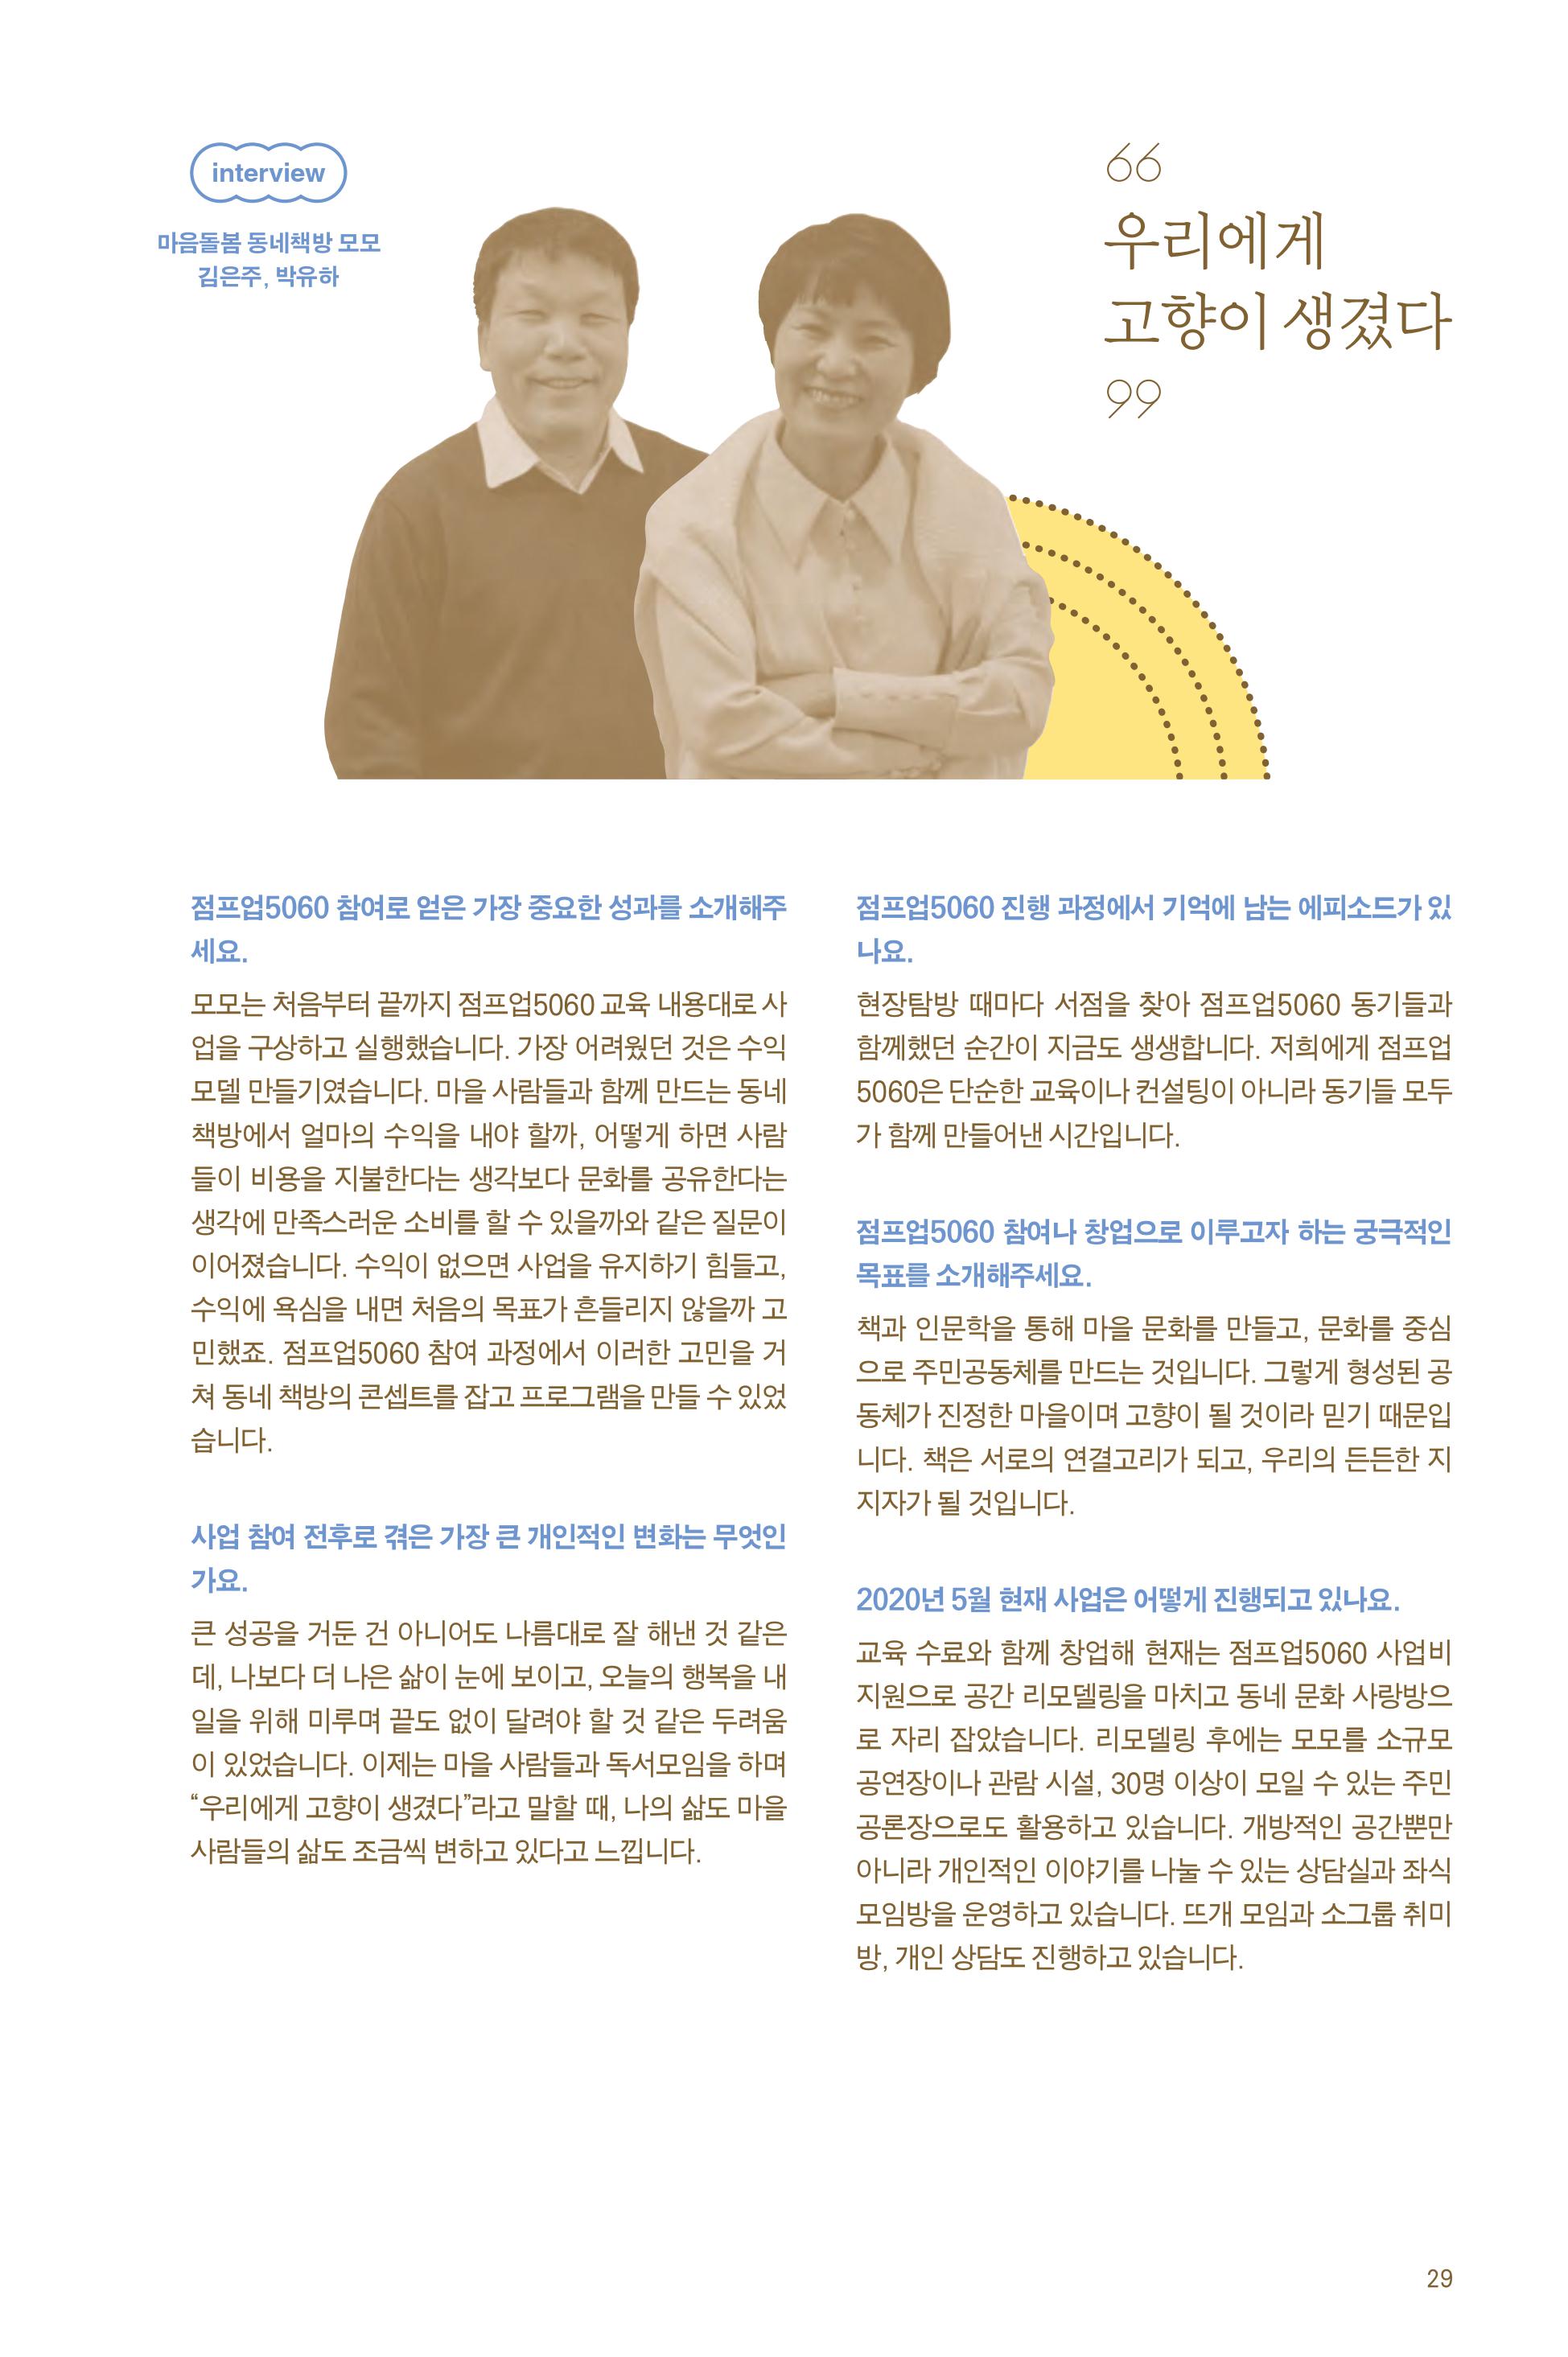 interview
마음돌봄 동네책방 모모
김은주, 박유하
“
우리에게
고향이 생겼다
”
점프업5060 참여로 얻은 가장 중요한 성과를 소개해주
세요.
모모는 처음부터 끝까지 점프업5060 교육 내용대로 사
업을 구상하고 실행했습니다. 가장 어려웠던 것은 수익
모델 만들기였습니다. 마을 사람들과 함께 만드는 동네
책방에서 얼마의 수익을 내야 할까, 어떻게 하면 사람
들이 비용을 지불한다는 생각보다 문화를 공유한다는
생각에 만족스러운 소비를 할 수 있을까와 같은 질문이
이어졌습니다. 수익이 없으면 사업을 유지하기 힘들고,
수익에 욕심을 내면 처음의 목표가 흔들리지 않을까 고
민했죠. 점프업5060 참여 과정에서 이러한 고민을 거
쳐 동네 책방의 콘셉트를 잡고 프로그램을 만들 수 있었
습니다.
사업 참여 전후로 겪은 가장 큰 개인적인 변화는 무엇인
가요.
큰 성공을 거둔 건 아니어도 나름대로 잘 해낸 것 같은
데, 나보다 더 나은 삶이 눈에 보이고, 오늘의 행복을 내
일을 위해 미루며 끝도 없이 달려야 할 것 같은 두려움
이 있었습니다. 이제는 마을 사람들과 독서모임을 하며
“우리에게 고향이 생겼다”라고 말할 때, 나의 삶도 마을
사람들의 삶도 조금씩 변하고 있다고 느낍니다.
점프업5060 진행 과정에서 기억에 남는 에피소드가 있
나요.
현장탐방 때마다 서점을 찾아 점프업5060 동기들과
함께했던 순간이 지금도 생생합니다. 저희에게 점프업
5060은 단순한 교육이나 컨설팅이 아니라 동기들 모두
가 함께 만들어낸 시간입니다.
점프업5060 참여나 창업으로 이루고자 하는 궁극적인
목표를 소개해주세요.
책과 인문학을 통해 마을 문화를 만들고, 문화를 중심
으로 주민공동체를 만드는 것입니다. 그렇게 형성된 공
동체가 진정한 마을이며 고향이 될 것이라 믿기 때문입
니다. 책은 서로의 연결고리가 되고, 우리의 든든한 지
지자가 될 것입니다.
2020년 5월 현재 사업은 어떻게 진행되고 있나요.
교육 수료와 함께 창업해 현재는 점프업5060 사업비
지원으로 공간 리모델링을 마치고 동네 문화 사랑방으
로 자리 잡았습니다. 리모델링 후에는 모모를 소규모
공연장이나 관람 시설, 30명 이상이 모일 수 있는 주민
공론장으로도 활용하고 있습니다. 개방적인 공간뿐만
아니라 개인적인 이야기를 나눌 수 있는 상담실과 좌식
모임방을 운영하고 있습니다. 뜨개 모임과 소그룹 취미
방, 개인 상담도 진행하고 있습니다.
29